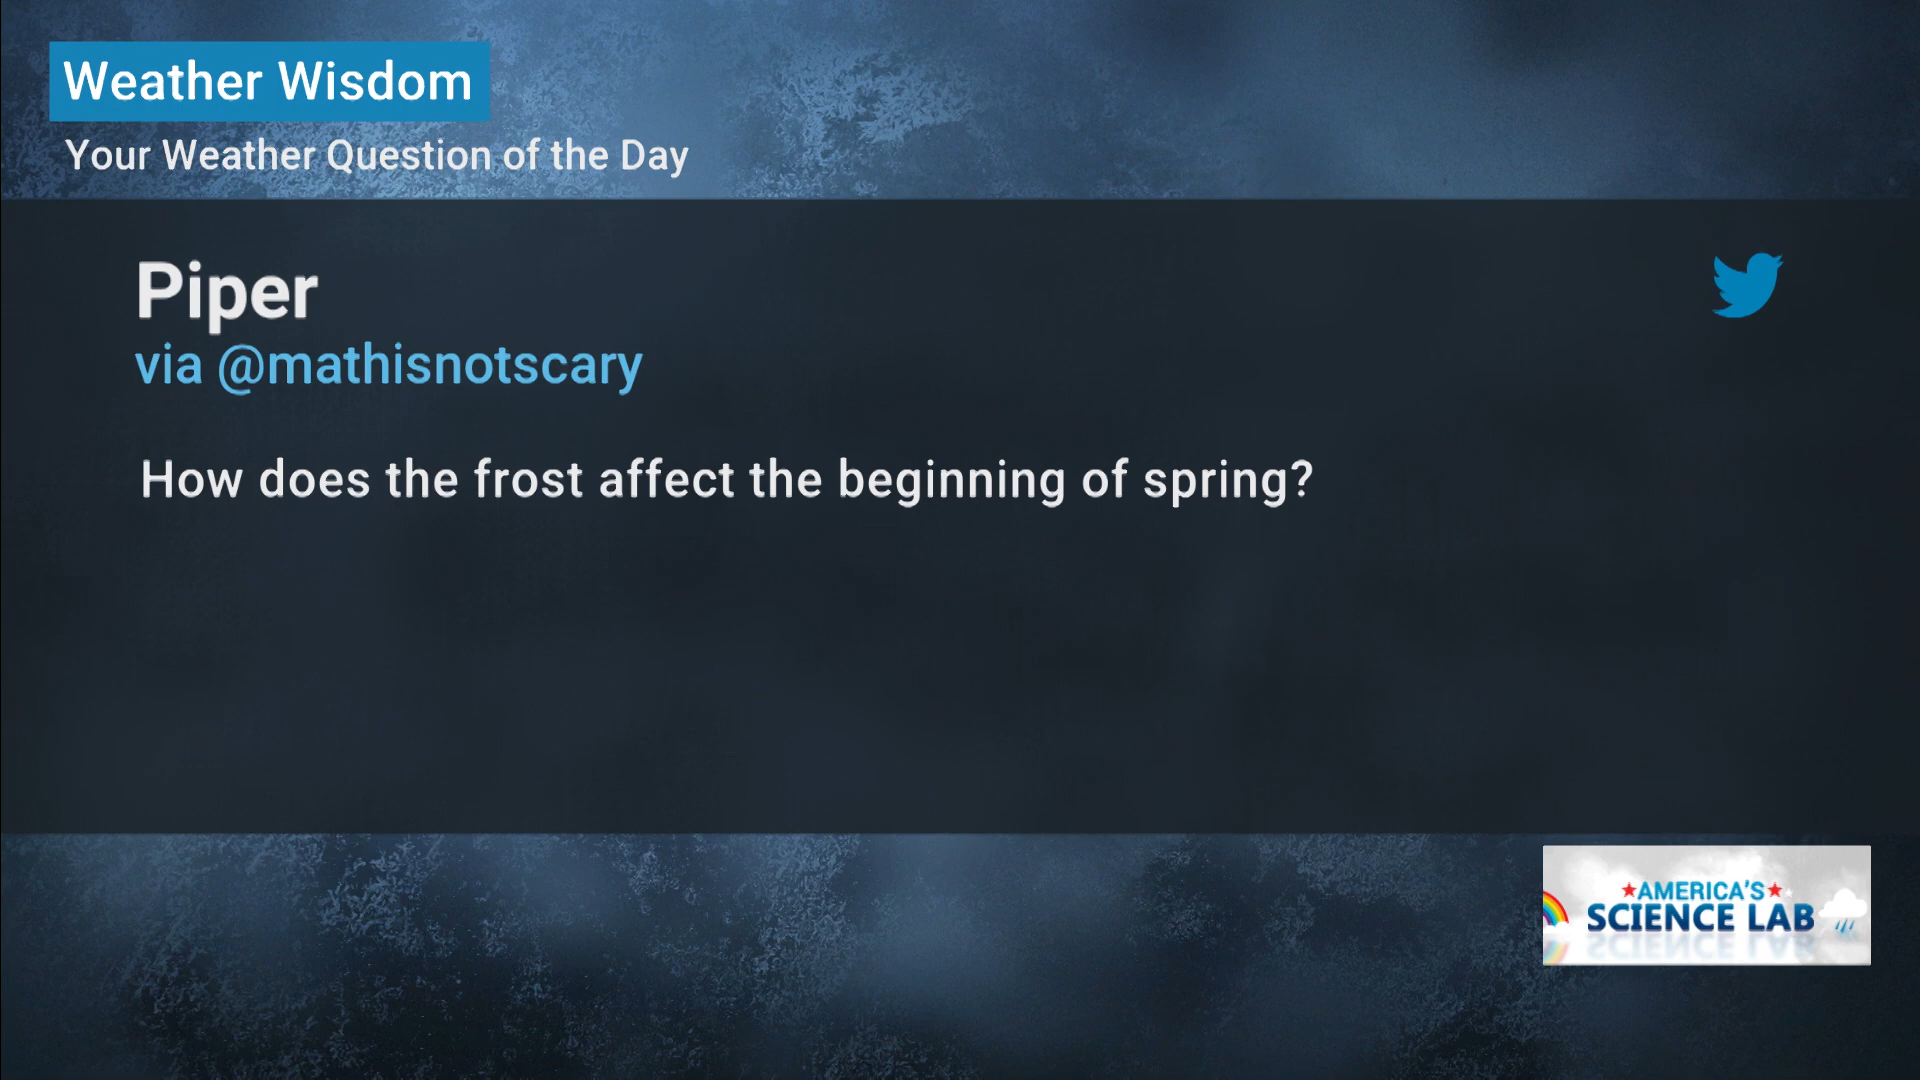 Weather Wisdom
Your Weather Question of the Day
Piper
via @mathisnotscary
How does the frost affect the beginning of spring?
AMERICA'S
SCIENCE LAB